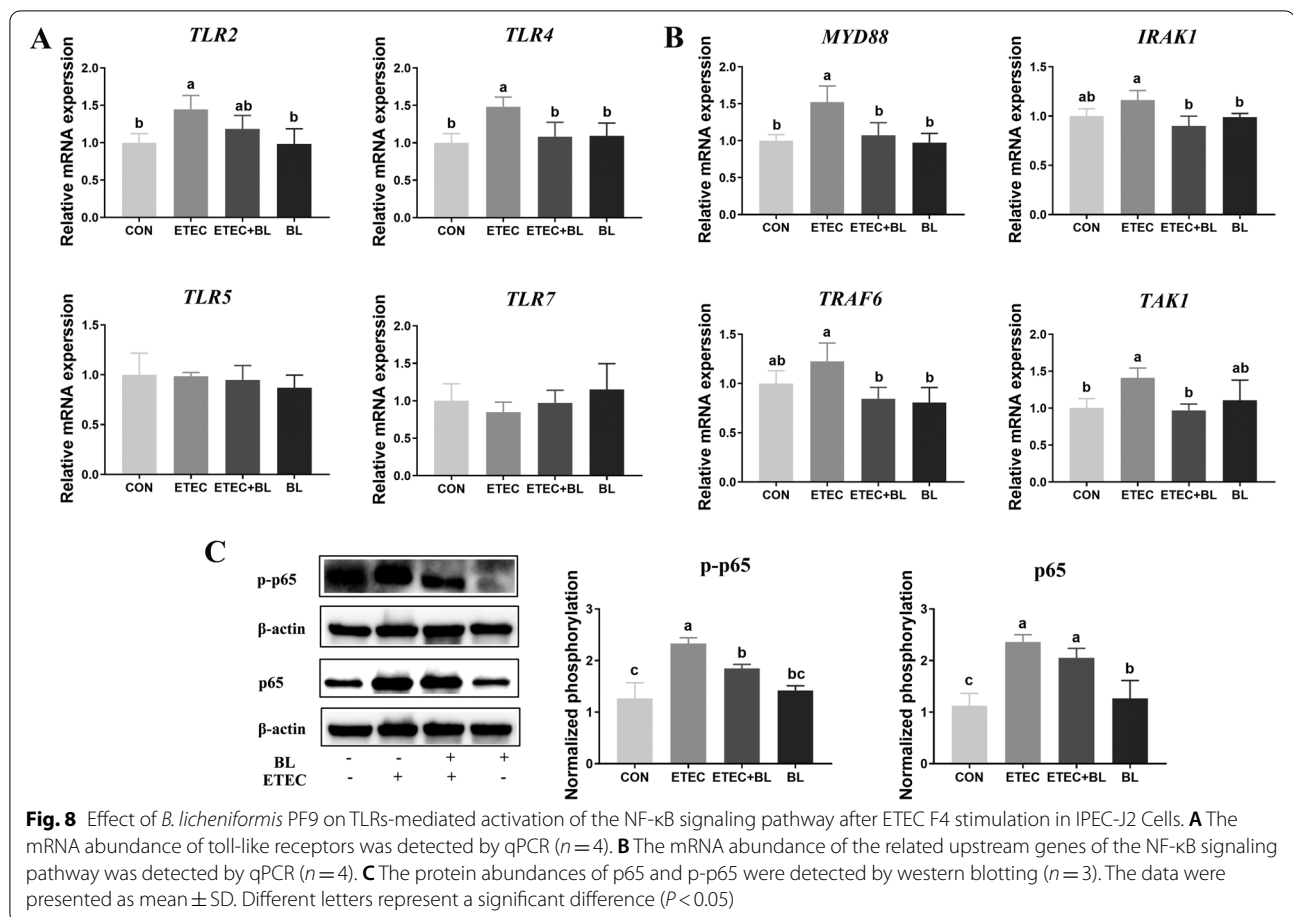 A
TLR2
Relative mRNA experssion
2.0
1.5
1.0
0.5
0.0
b
a
ab
b
CON ETEC ETEC+BL BL
TLR4
Relative mRNA experssion
2.0
1.5
1.0
0.5
0.0
b
a
b
b
CON ETEC ETEC+BL BL
B
MYD88
Relative mRNA experssion
2.0
1.5
1.0
0.5
0.0
b
a
b
b
CON ETEC ETEC+BL BL
IRAK1
Relative mRNA experssion
1.5
1.0
0.5
0.0
ab
a
b
b
CON ETEC ETEC+BL BL
TLR5
Relative mRNA experssion
1.5
1.0
0.5
0.0
CON ETEC ETEC+BL BL
TLR7
Relative mRNA experssion
2.0
1.5
1.0
0.5
0.0
CON ETEC ETEC+BL BL
TRAF6
Relative mRNA experssion
2.0
1.5
1.0
0.5
0.0
ab
a
b
b
CON ETEC ETEC+BL BL
TAK1
Relative mRNA experssion
2.0
1.5
1.0
0.5
0.0
b
a
b
ab
CON ETEC ETEC+BL BL
C
p-p65
β-actin
p65
β-actin
BL - - + +
ETEC - + + -
p-p65
Normalized phosphorylation
3
2
1
0
c
a
b
bc
CON ETEC ETEC+BL BL
p65
Normalized phosphorylation
3
2
1
0
c
a
a
b
CON ETEC ETEC+BL BL
Fig. 8 Effect of B. licheniformis PF9 on TLRs-mediated activation of the NF-κB signaling pathway after ETEC F4 stimulation in IPEC-J2 Cells. A The
mRNA abundance of toll-like receptors was detected by qPCR (n = 4). B The mRNA abundance of the related upstream genes of the NF-κB signaling
pathway was detected by qPCR (n = 4). C The protein abundances of p65 and p-p65 were detected by western blotting (n = 3). The data were
presented as mean ± SD. Different letters represent a significant difference (P < 0.05)